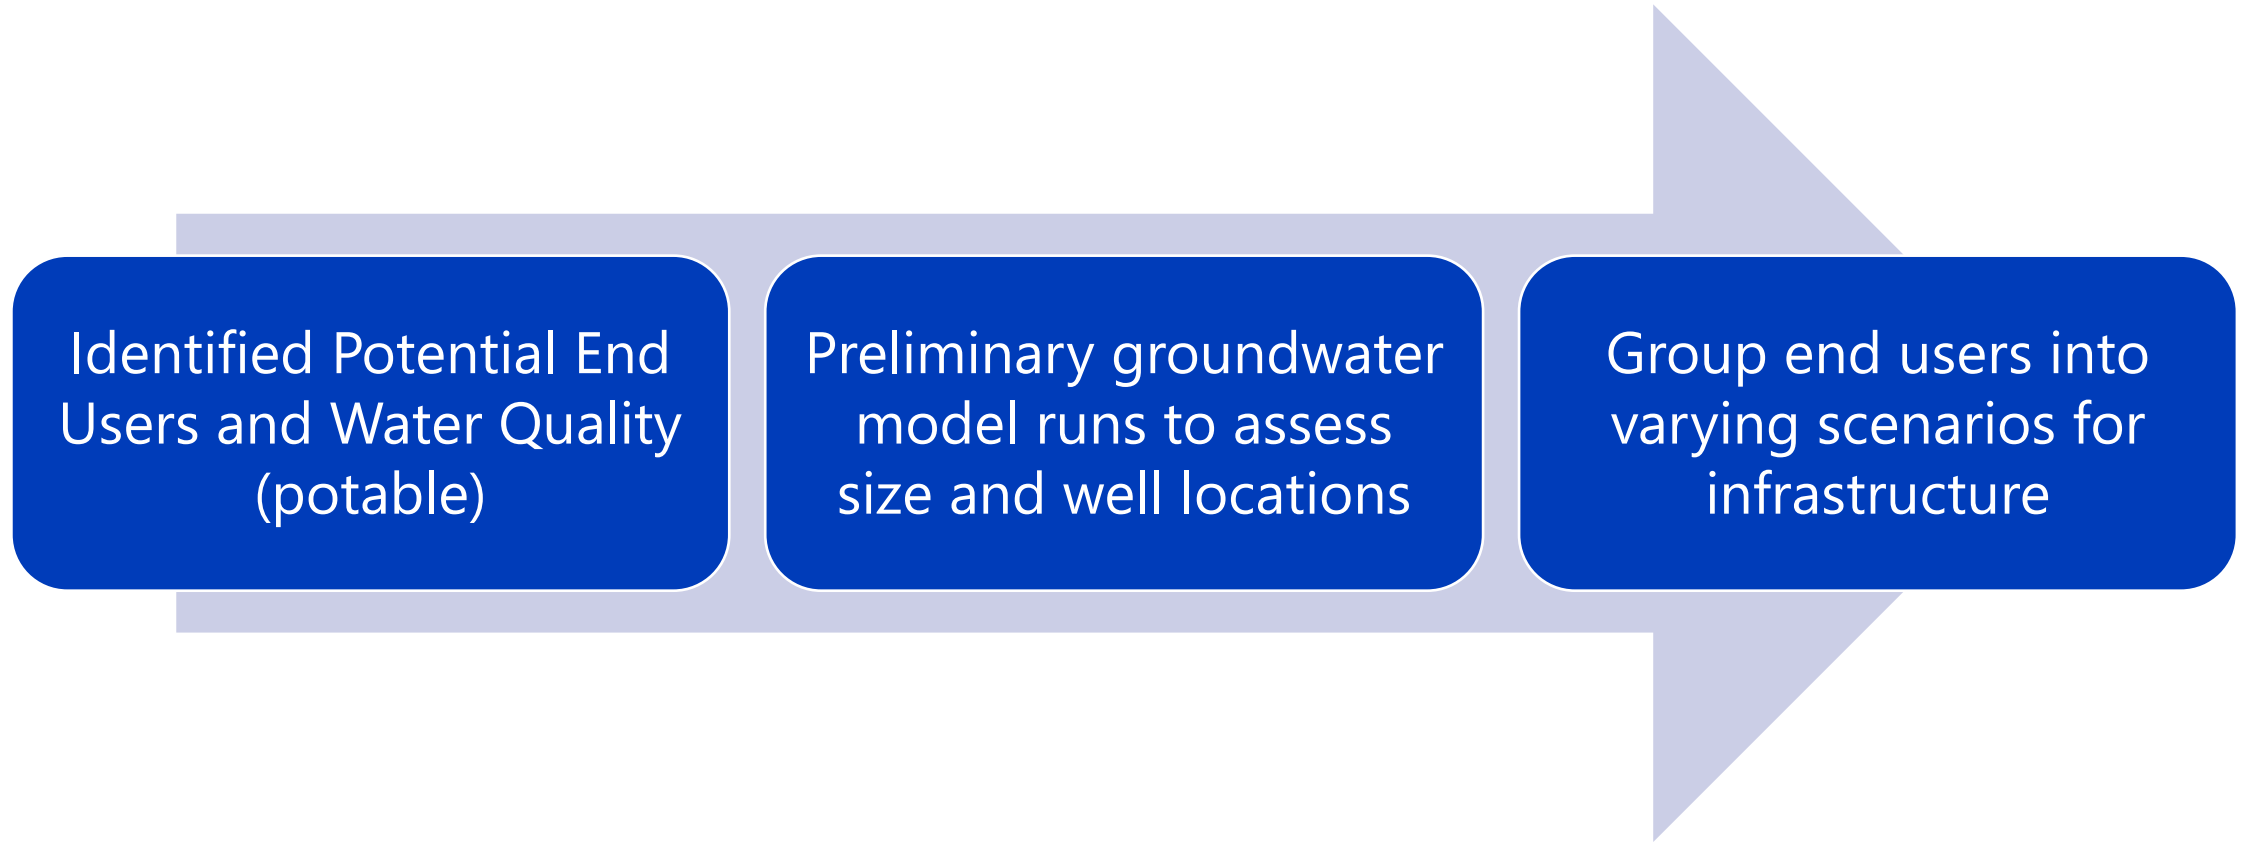 Identified Potential End
Users and Water Quality
(potable)
Preliminary groundwater
model runs to assess
size and well locations
Group end users into
varying scenarios for
infrastructure